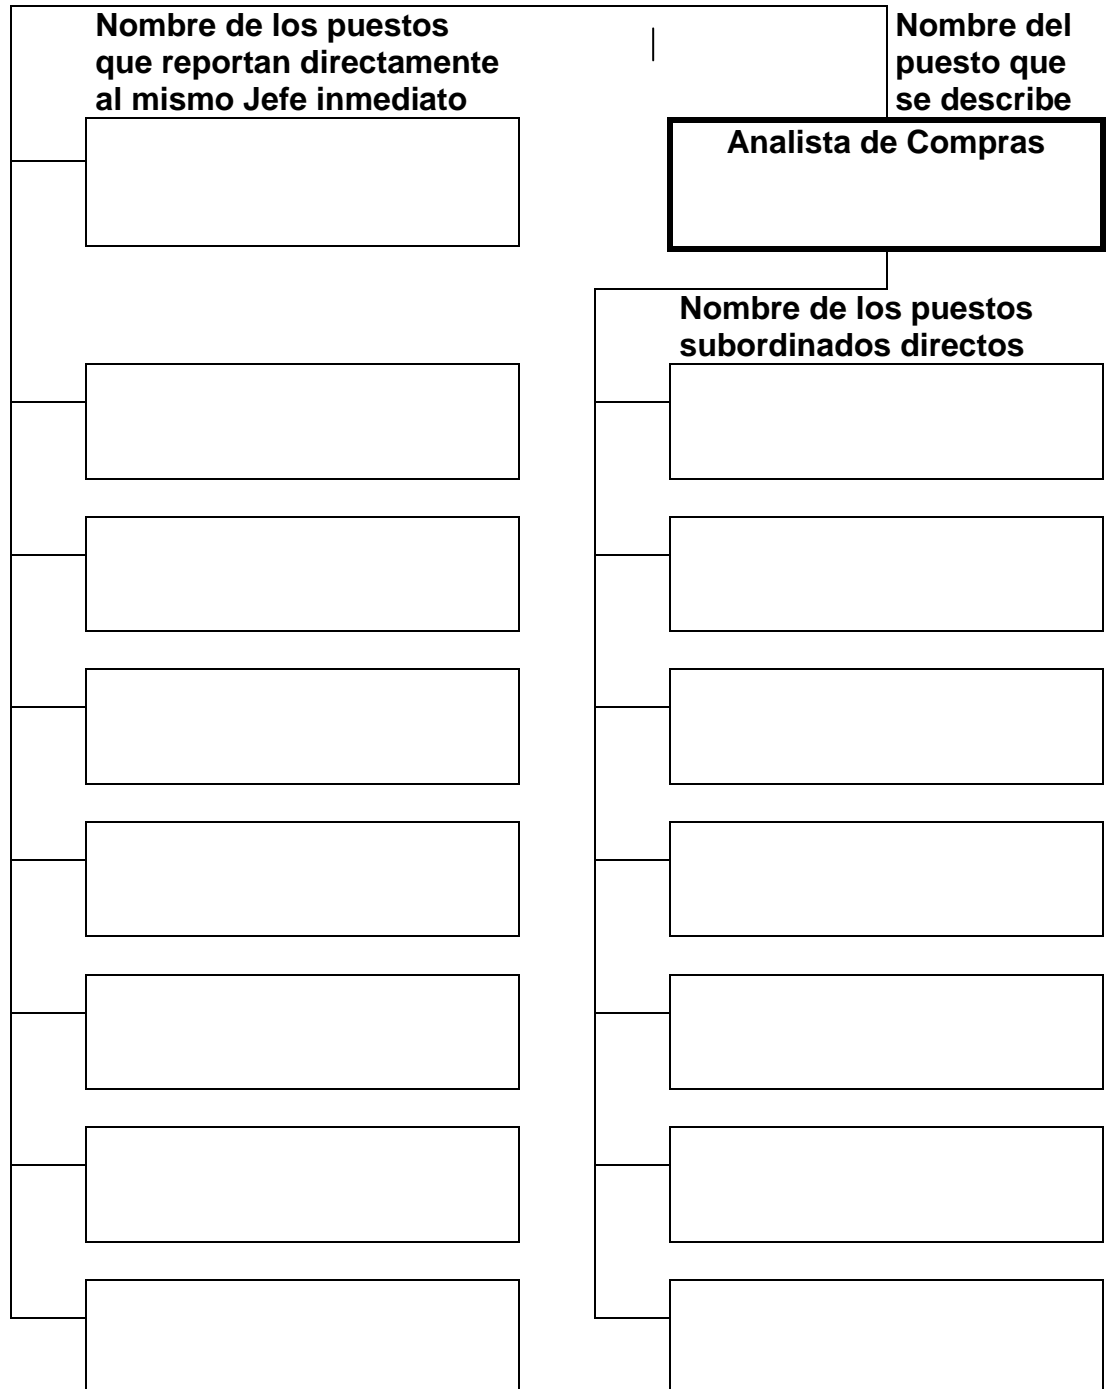 Nombre de los puestos
que reportan directamente
al mismo Jefe inmediato
Nombre del
puesto que
se describe
Analista de Compras
Nombre de los puestos
subordinados directos